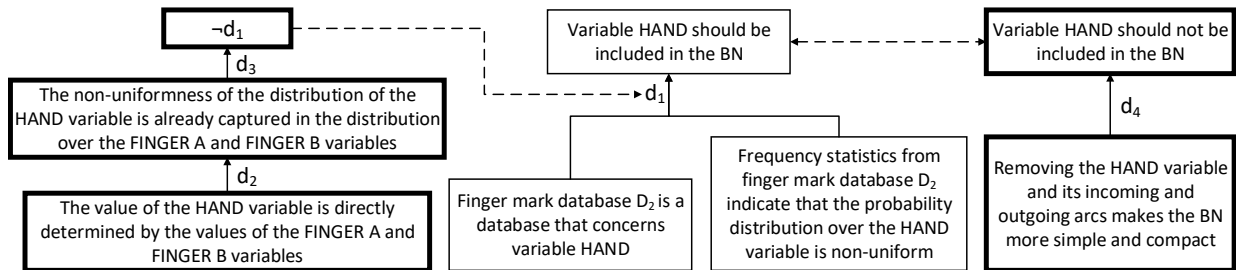 ¬d₁
d₃
The non-uniformness of the distribution of the
HAND variable is already captured in the distribution
over the FINGER A and FINGER B variables
d₂
The value of the HAND variable is directly
determined by the values of the FINGER A and
FINGER B variables
Variable HAND should be
included in the BN
d₁
Finger mark database D₂ is a
database that concerns
variable HAND
Frequency statistics from
finger mark database D₂
indicate that the probability
distribution over the HAND
variable is non-uniform
Variable HAND should not be
included in the BN
d₄
Removing the HAND variable
and its incoming and
outgoing arcs makes the BN
more simple and compact